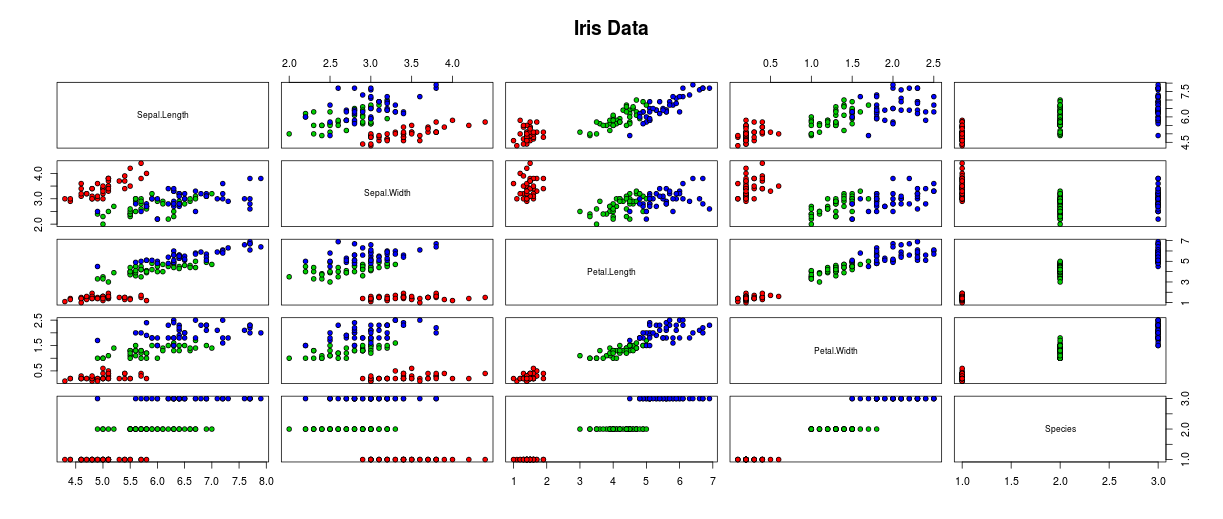 Iris Data
2.0 2.5 3.0 3.5 4.0
0.5 1.0 1.5 2.0 2.5
Sepal.Length
4.5 6.0 7.5
2.0 3.0 4.0
Sepal.Width
Petal.Length
1 3 5 7
0.5 1.5 2.5
Petal.Width
Species
1.0 2.0 3.0
4.5 5.0 5.5 6.0 6.5 7.0 7.5 8.0
1 2 3 4 5 6 7
1.0 1.5 2.0 2.5 3.0